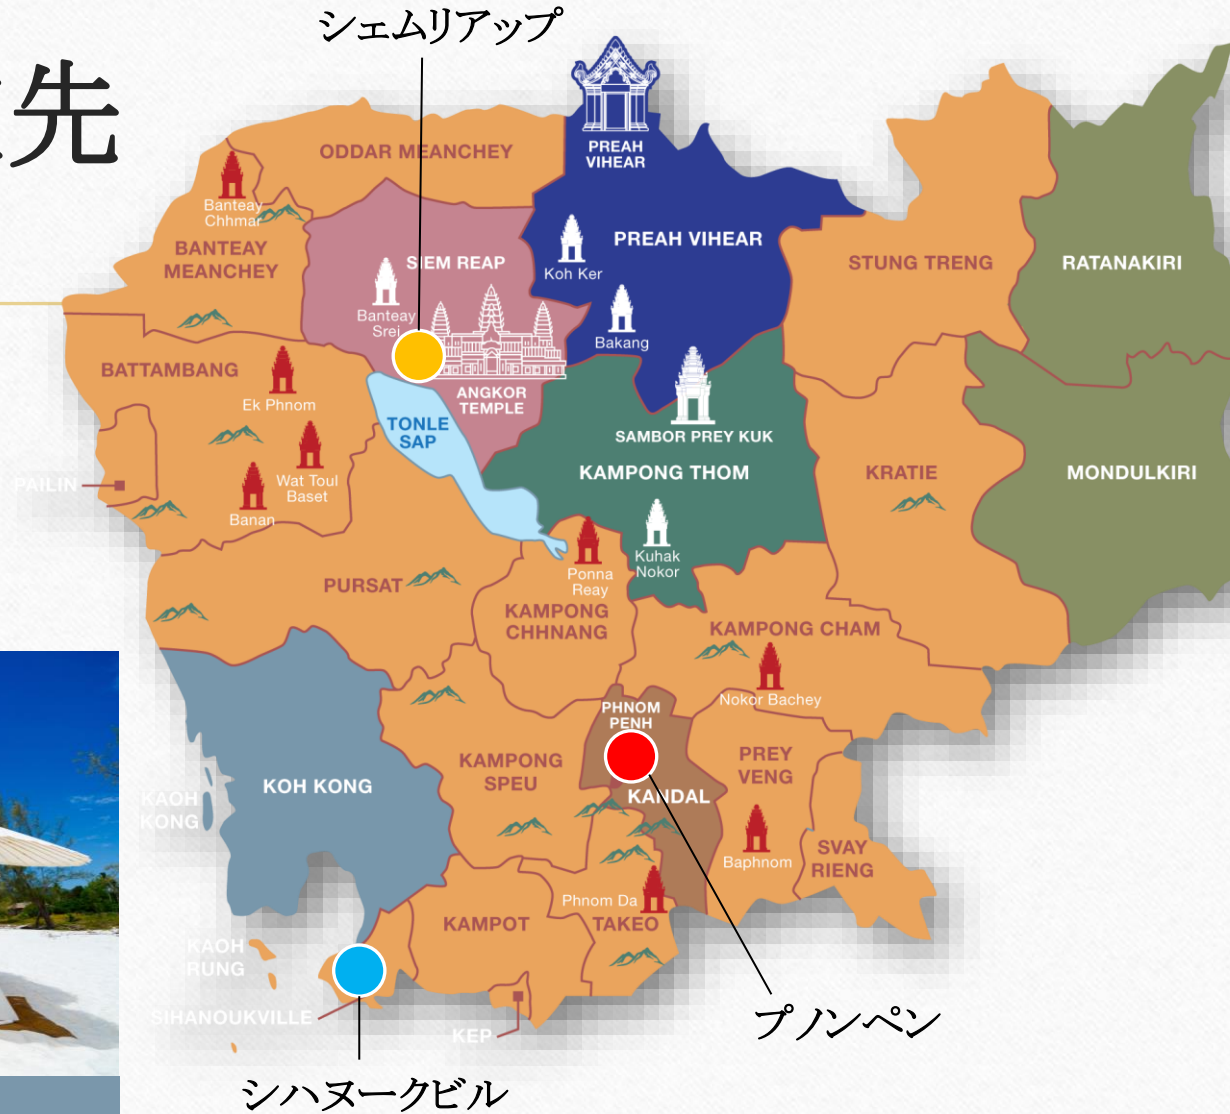 シェムリアップ
先
PREAH
VIHEAR
ODDAR MEANCHEY
Banteay
Chhmar
BANTEAY
MEANCHEY
PREAH VIHEAR
Koh Ker
SIEM REAP
Banteay
Srei
Bakang
STUNG TRENG
RATANAKIRI
BATTAMBANG
Ek Phnom
ANGKOR
TEMPLE
TONLE
SAP
SAMBOR PREY KUK
KAMPONG THOM
KRATIE
MONDULKIRI
PAILIN
Wat Toul
Baset
Banan
Kuhak
Nokor
Ponna
Reay
PURSAT
KAMPONG
CHHNANG
KAMPONG CHAM
Nokor Bachey
PHNOM
PENH
KAMPONG
SPEU
PREY
VENG
KOH KONG
KAOH
KONG
KANDAL
Baphnom
SVAY
RIENG
Phnom Da
KAMPOT
TAKEO
KAOH
RUNG
SIHANOUKVILLE
KEP
プノンペン
シハヌークビル